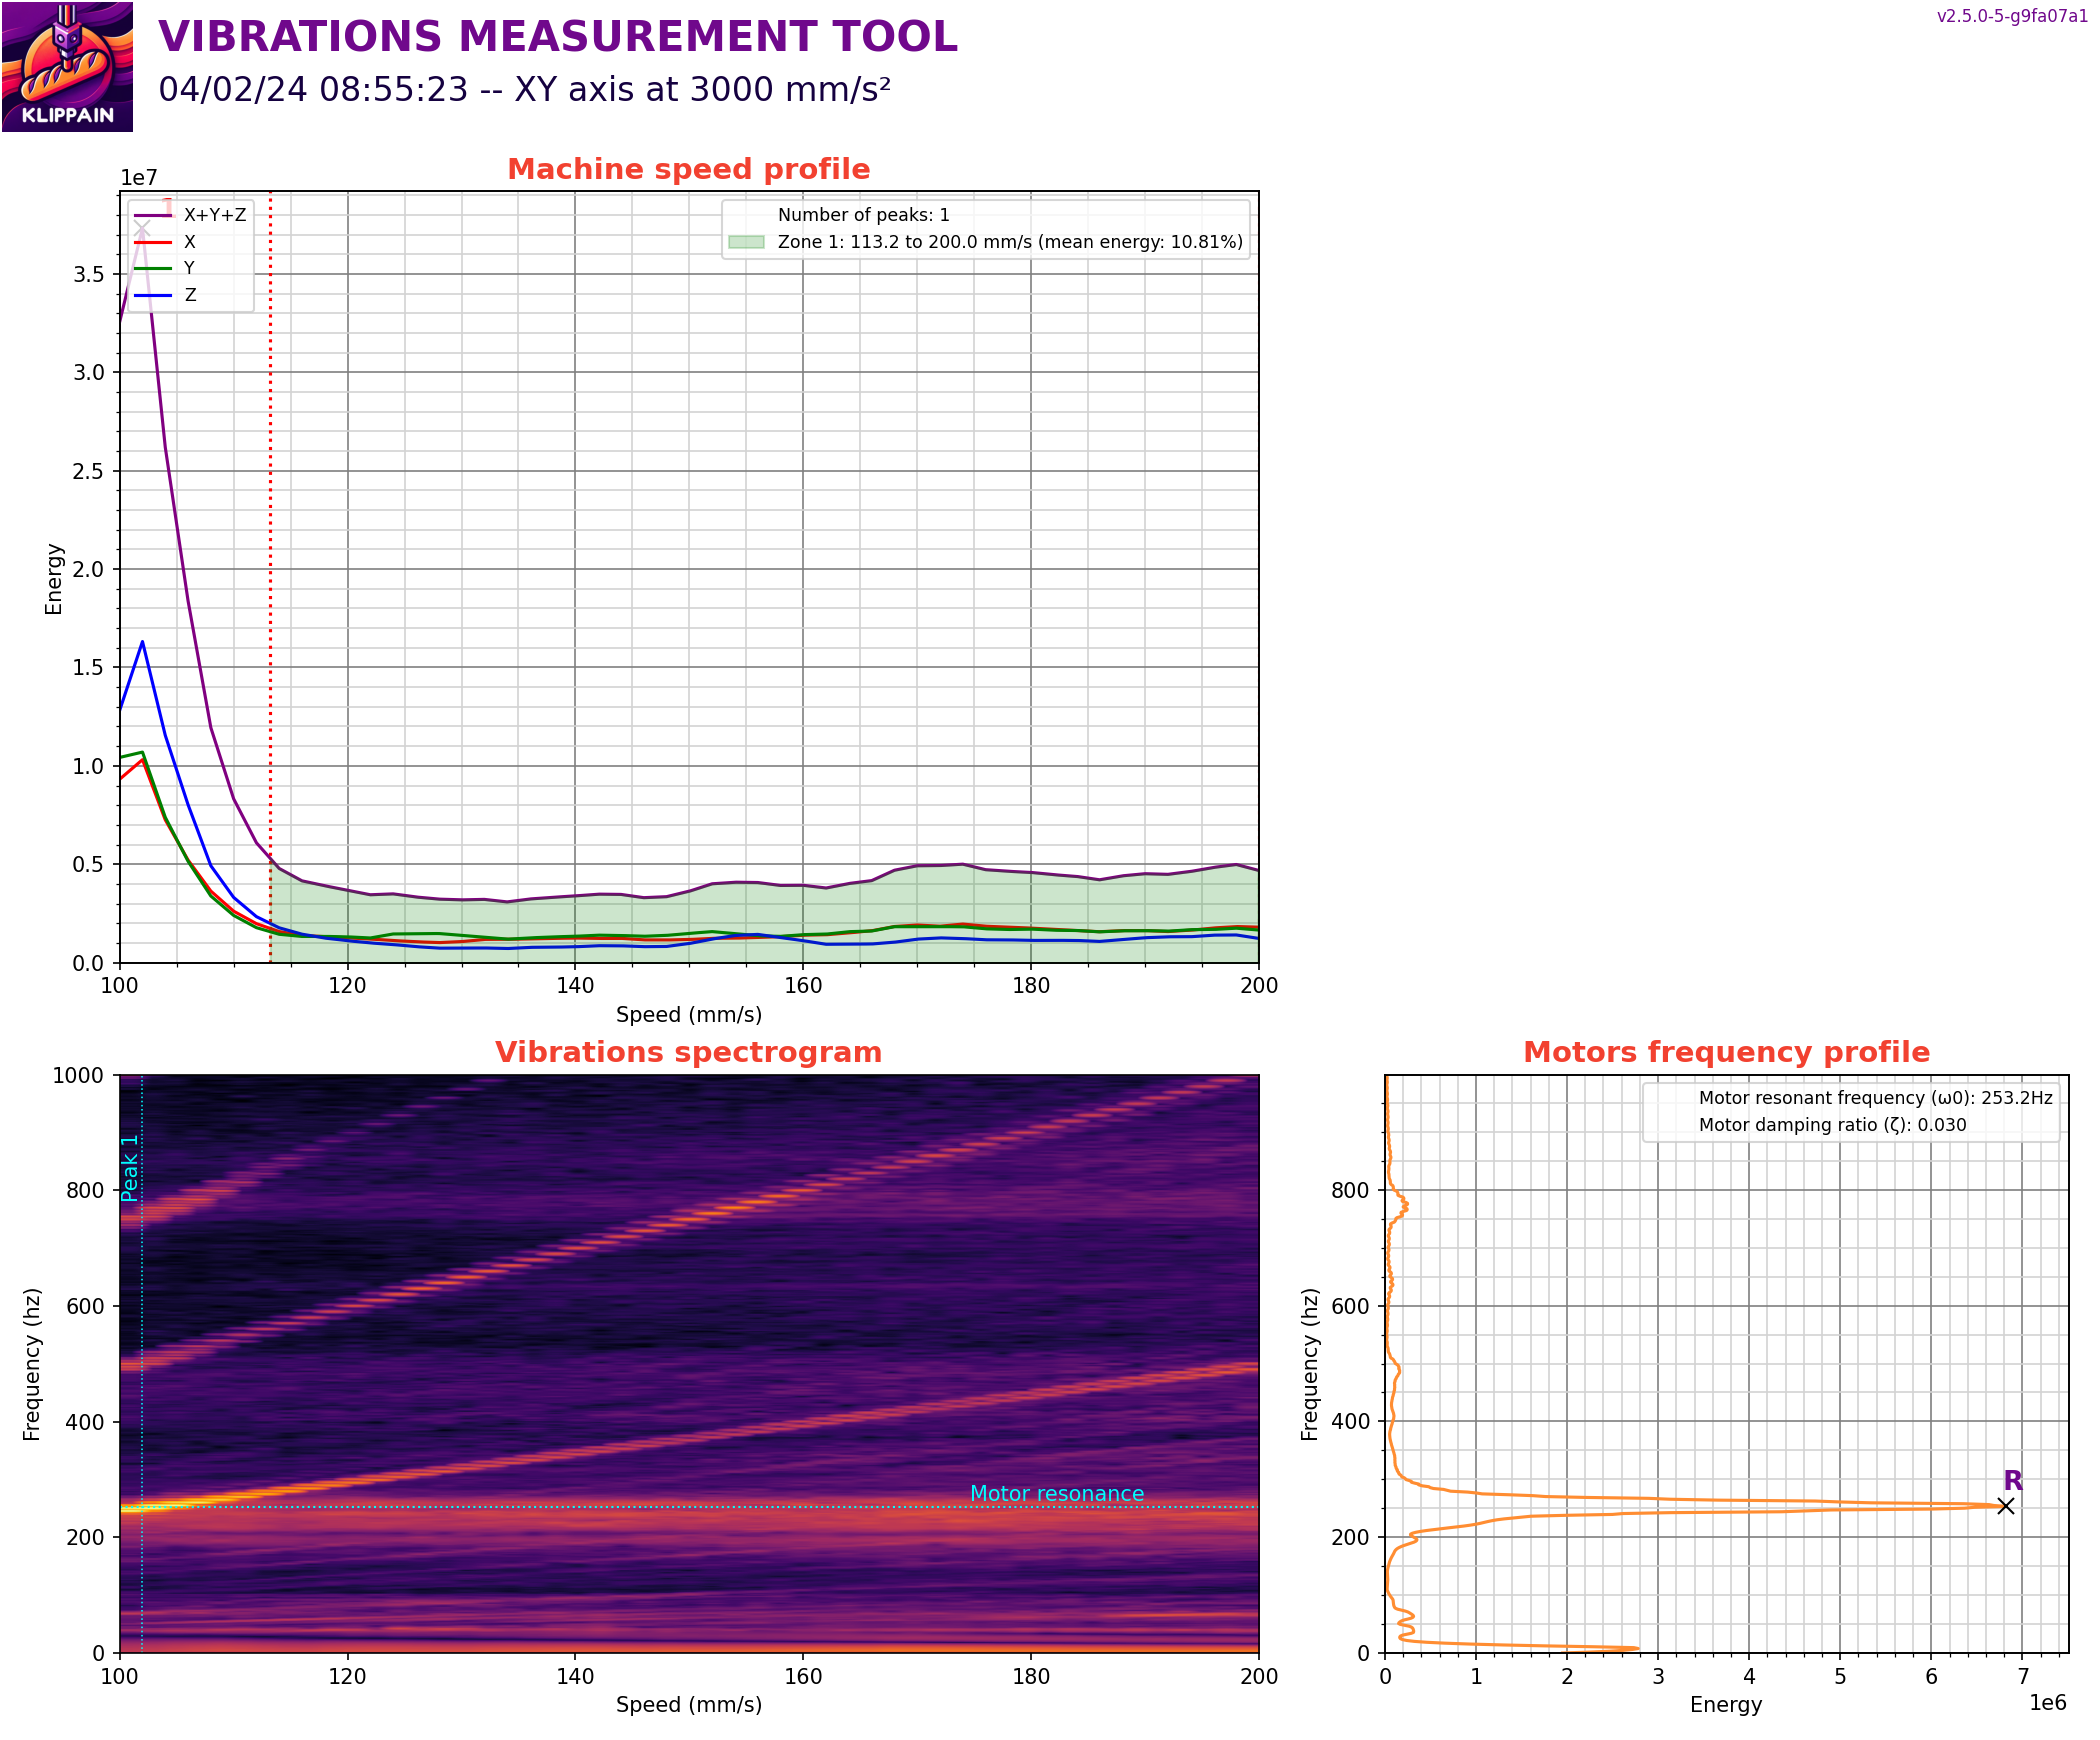 v2.5.0-5-g9fa07a1
VIBRATIONS MEASUREMENT TOOL
04/02/24 08:55:23 -- XY axis at 3000 mm/s²
KLIPPAIN
Machine speed profile
1e7
1
X+Y+Z
X
Y
Z
Number of peaks: 1
Zone 1: 113.2 to 200.0 mm/s (mean energy: 10.81%)
3.5
3.0
2.5
2.0
1.5
1.0
0.5
0.0
Energy
100 120 140 160 180 200
Speed (mm/s)
Vibrations spectrogram
1000
800
600
400
200
0
Frequency (hz)
Peak 1
Motor resonance
100 120 140 160 180 200
Speed (mm/s)
Motors frequency profile
Motor resonant frequency (ω0): 253.2Hz
Motor damping ratio (ζ): 0.030
R
800
600
400
200
0
Frequency (hz)
0 1 2 3 4 5 6 7
Energy
1e6